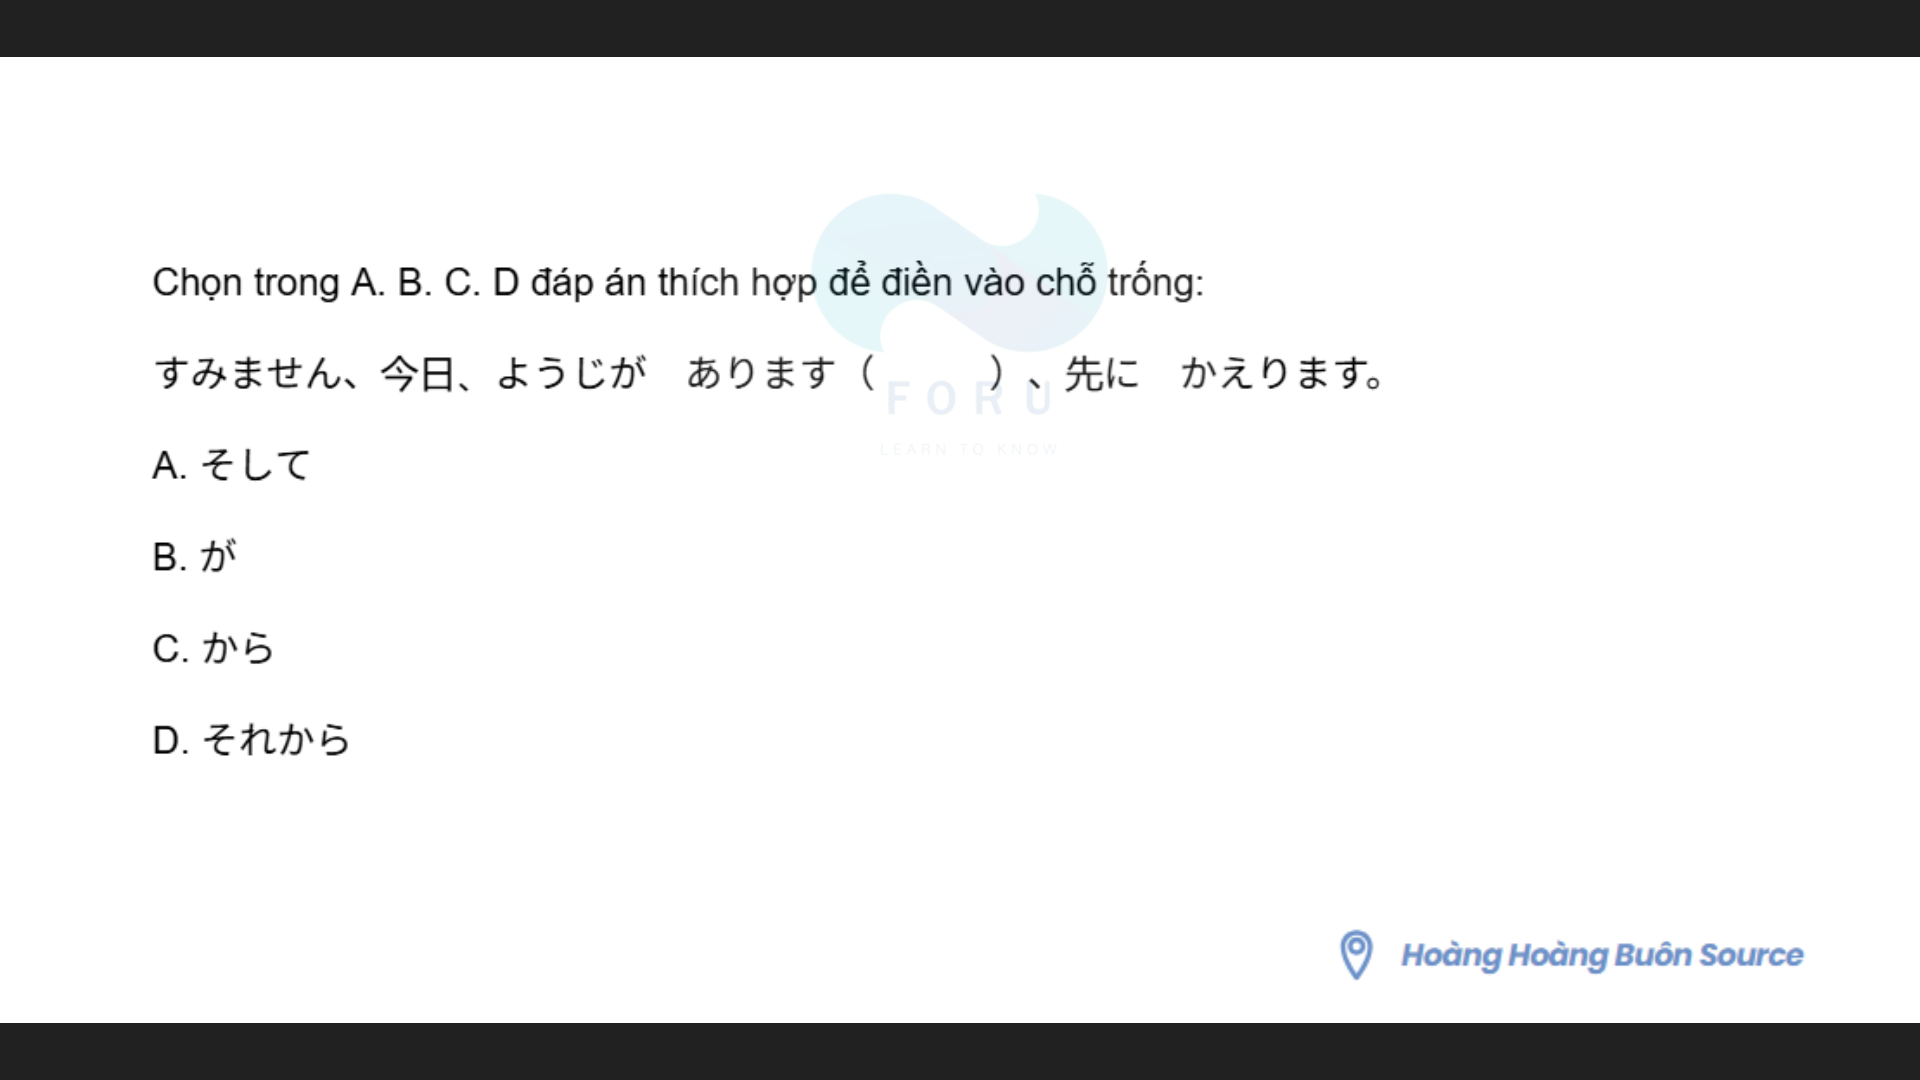 Chọn trong A. B. C. D đáp án thích hợp để điền vào chỗ trống:
すみません、今日、ようじが　あります（　　　）、先に　かえります。
FORU
LEARN TO KNOW
A. そして
B. が
C. から
D. それから
Hoàng Hoàng Buôn Source